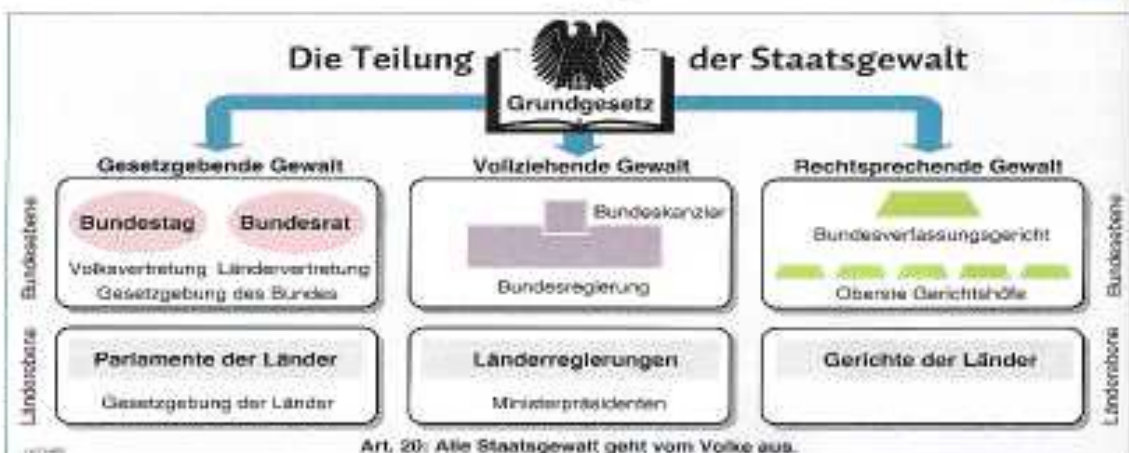 Die Teilung der Staatsgewalt
Grundgesetz
Gesetzgebende Gewalt
Vollziehende Gewalt
Rechtsprechende Gewalt
Bundesebene
Bundestag
Bundesrat
Volksvertretung Ländervertretung
Gesetzgebung des Bundes
Bundeskanzler
Bundesregierung
Bundesverfassungsgericht
Oberste Gerichtshöfe
Bundesebene
Länderebene
Parlamente der Länder
Gesetzgebung der Länder
Länderregierungen
Ministerpräsidenten
Gerichte der Länder
Länderebene
Art. 20: Alle Staatsgewalt geht vom Volke aus.